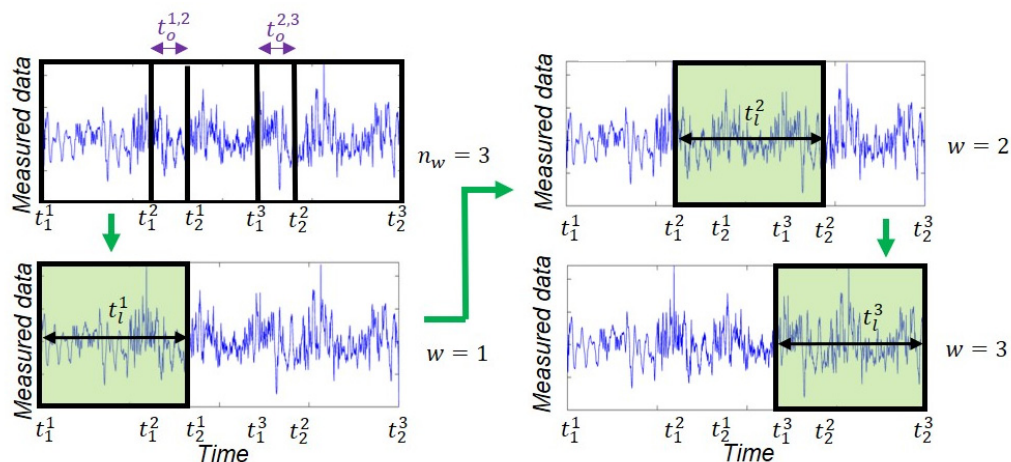 t_o^{1,2} t_o^{2,3}
Measured data
n_w = 3
t_1^1 t_1^2 t_2^1 t_1^3 t_2^2 t_2^3
Measured data
t_l^1
w = 1
t_1^1 t_1^2 t_2^1 t_1^3 t_2^2 t_2^3
Time
Measured data
t_l^2
w = 2
t_1^1 t_1^2 t_2^1 t_1^3 t_2^2 t_2^3
Measured data
t_l^3
w = 3
t_1^1 t_1^2 t_2^1 t_1^3 t_2^2 t_2^3
Time